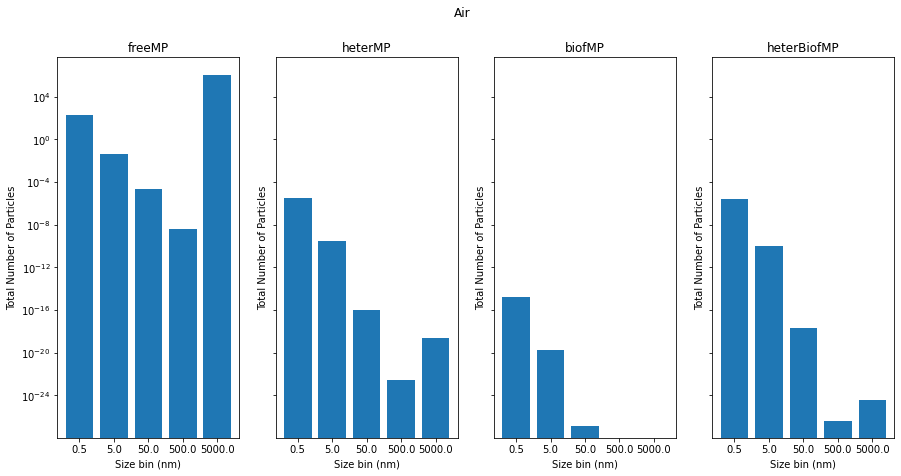 Air
freeMP
heterMP
biofMP
heterBiofMP
Total Number of Particles
10^4
10^0
10^-4
10^-8
10^-12
10^-16
10^-20
10^-24
0.5 5.0 50.0 500.0 5000.0
Size bin (nm)
Total Number of Particles
0.5 5.0 50.0 500.0 5000.0
Size bin (nm)
Total Number of Particles
0.5 5.0 50.0 500.0 5000.0
Size bin (nm)
Total Number of Particles
0.5 5.0 50.0 500.0 5000.0
Size bin (nm)